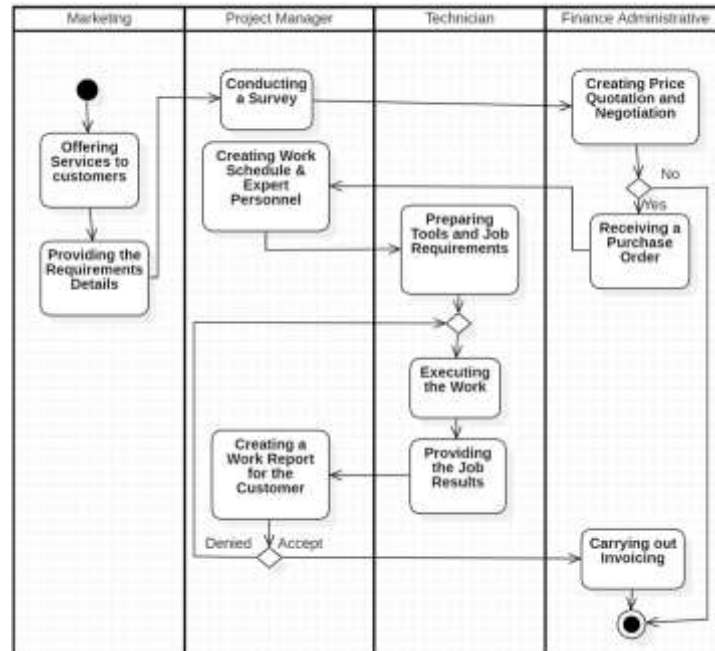 Marketing
Project Manager
Technician
Finance Administrative
Conducting
a Survey
Creating Price
Quotation and
Negotiation
Offering
Services to
customers
Creating Work
Schedule &
Expert
Personnel
No
Yes
Preparing
Tools and Job
Requirements
Receiving a
Purchase
Order
Providing the
Requirements
Details
Executing
the Work
Creating a
Work Report
for the
Customer
Providing
the Job
Results
Denied
Accept
Carrying out
Invoicing